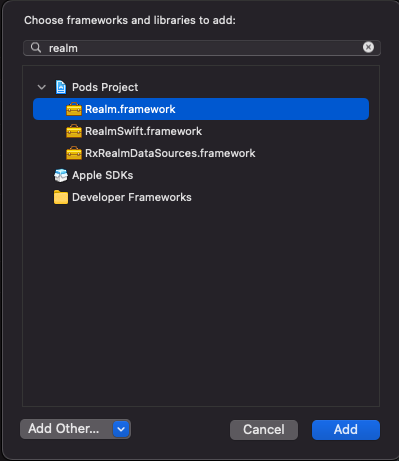 Choose frameworks and libraries to add:
realm
Pods Project
Realm.framework
RealmSwift.framework
RxRealmDataSources.framework
Apple SDKs
Developer Frameworks
Add Other...
Cancel
Add